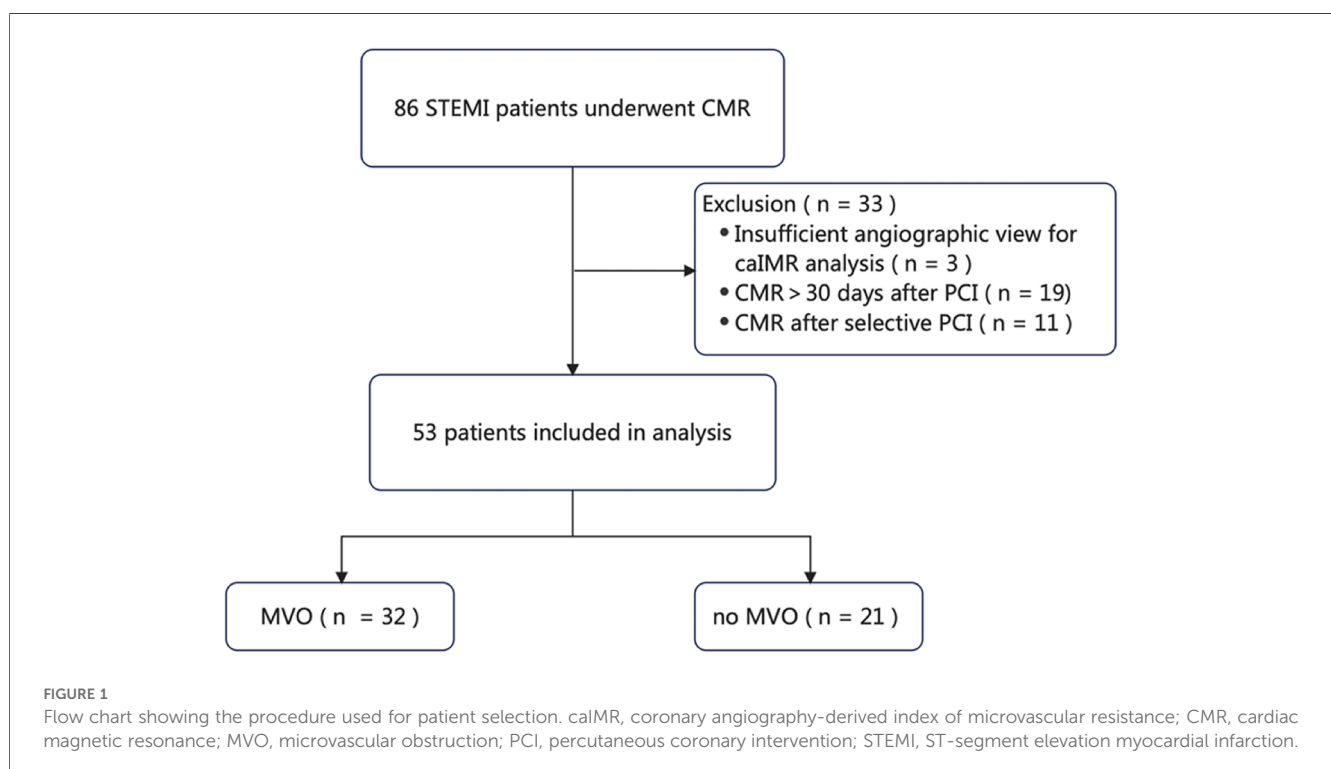 86 STEMI patients underwent CMR
Exclusion ( n = 33 )
• Insufficient angiographic view for
caIMR analysis ( n = 3 )
• CMR > 30 days after PCI ( n = 19)
• CMR after selective PCI ( n = 11 )
53 patients included in analysis
MVO ( n = 32 )
no MVO ( n = 21 )
FIGURE 1
Flow chart showing the procedure used for patient selection. caIMR, coronary angiography-derived index of microvascular resistance; CMR, cardiac
magnetic resonance; MVO, microvascular obstruction; PCI, percutaneous coronary intervention; STEMI, ST-segment elevation myocardial infarction.